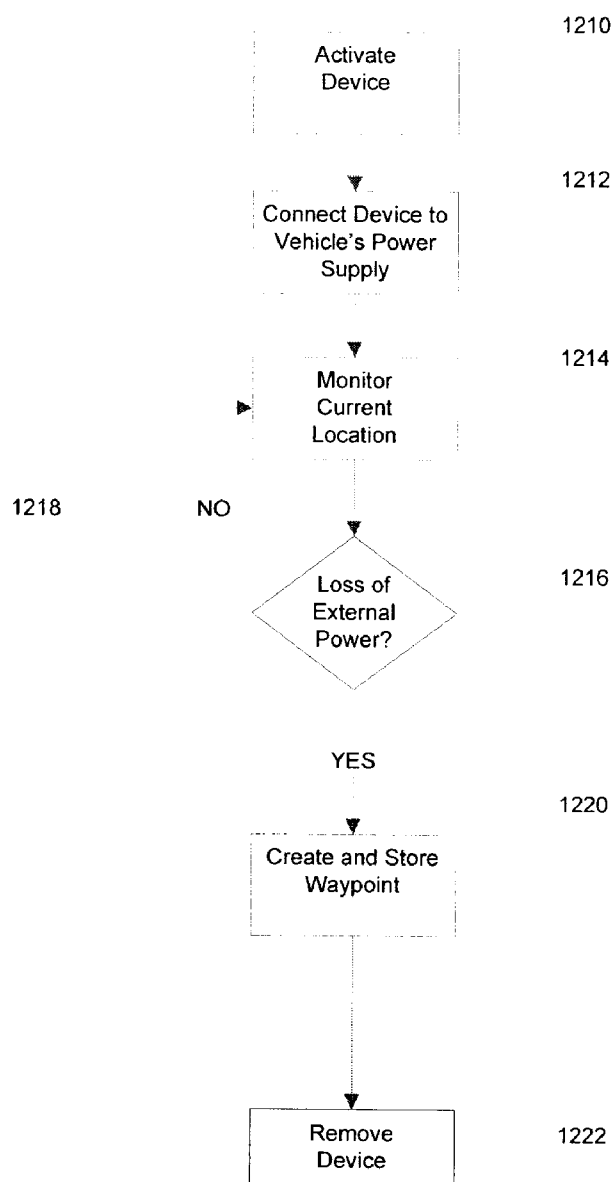 1210
Activate
Device
1212
Connect Device to
Vehicle's Power
Supply
1214
Monitor
Current
Location
1218
NO
1216
Loss of
External
Power?
YES
1220
Create and Store
Waypoint
Remove
Device
1222